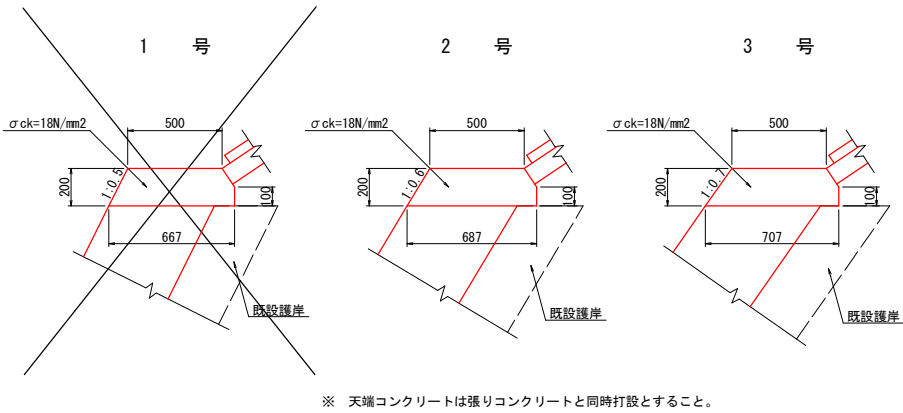 1 号
σck=18N/mm2
500
200
1:0.5
100
667
既設護岸
2 号
σck=18N/mm2
500
200
1:0.6
100
687
既設護岸
3 号
σck=18N/mm2
500
200
1:0.7
100
707
既設護岸
※ 天端コンクリートは張りコンクリートと同時打設とすること。